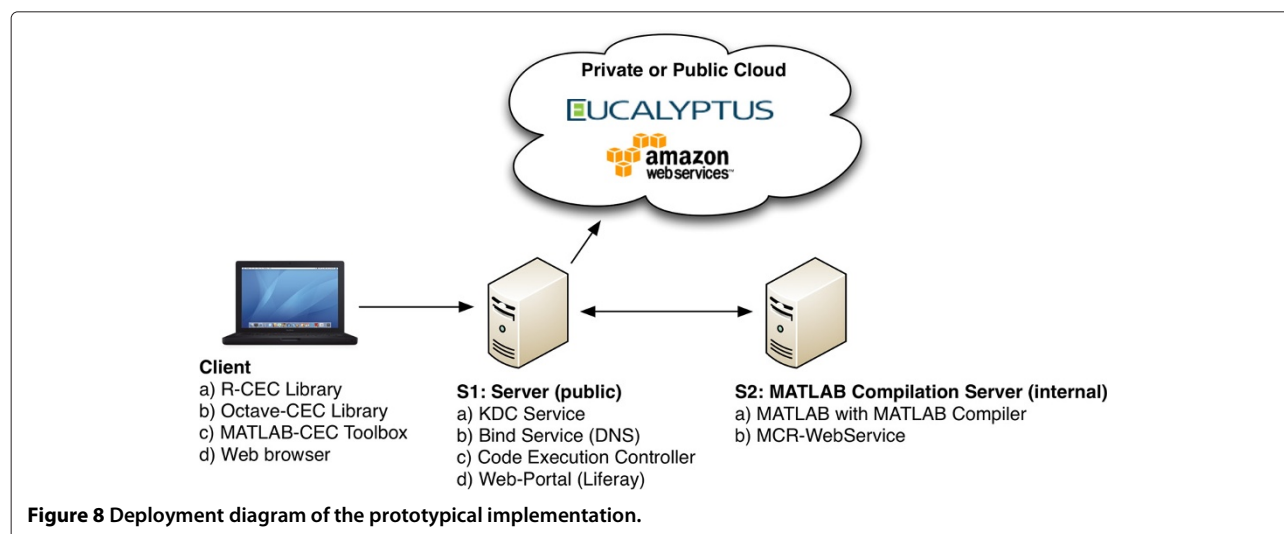 Private or Public Cloud
EUCALYPTUS
amazon
webservices™
Client
a) R-CEC Library
b) Octave-CEC Library
c) MATLAB-CEC Toolbox
d) Web browser
S1: Server (public)
a) KDC Service
b) Bind Service (DNS)
c) Code Execution Controller
d) Web-Portal (Liferay)
S2: MATLAB Compilation Server (internal)
a) MATLAB with MATLAB Compiler
b) MCR-WebService
Figure 8 Deployment diagram of the prototypical implementation.